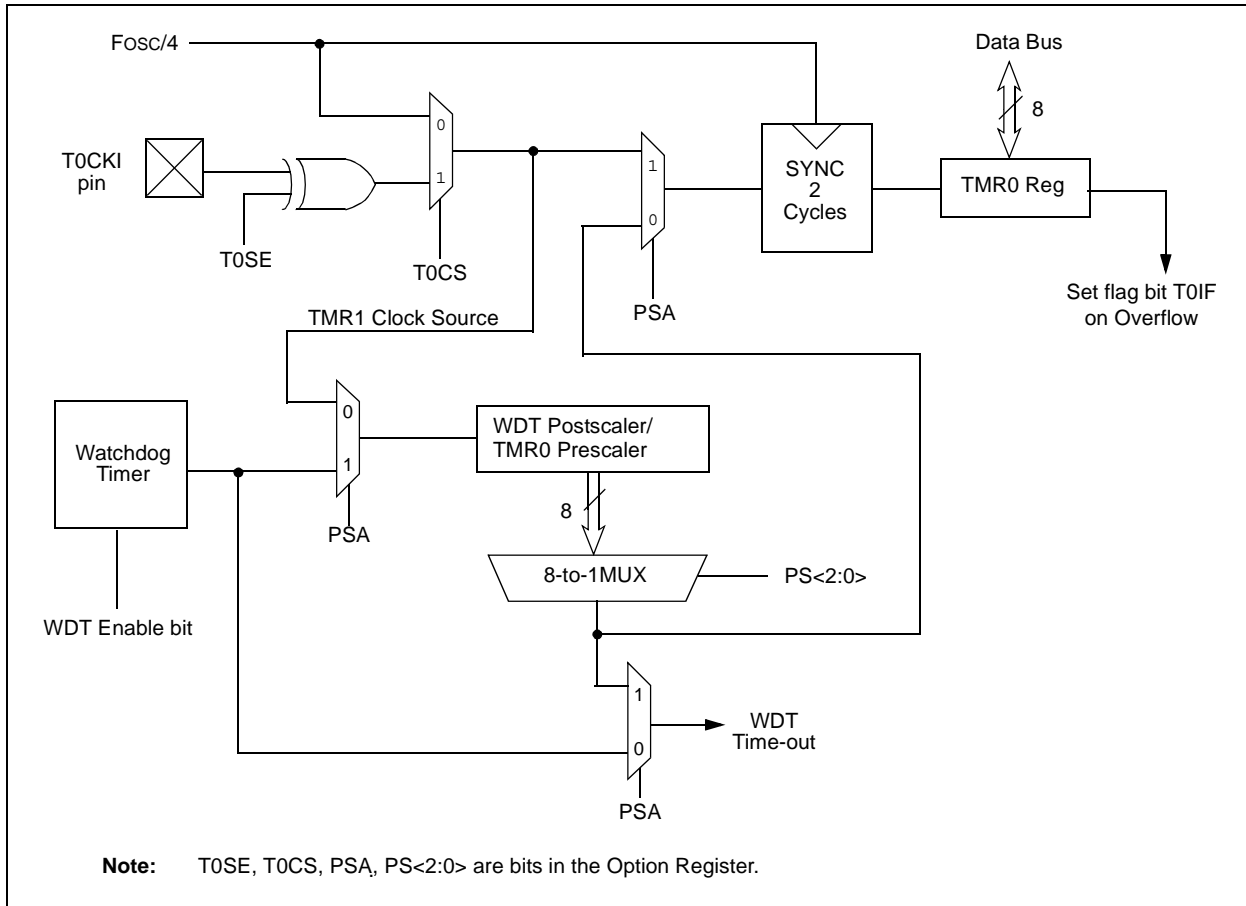 FOSC/4
Data Bus
8
T0CKI
pin
0
1
T0SE
T0CS
1
0
PSA
SYNC
2
Cycles
TMR0 Reg
Set flag bit T0IF
on Overflow
TMR1 Clock Source
Watchdog
Timer
0
1
PSA
WDT Postscaler/
TMR0 Prescaler
8
8-to-1MUX
PS<2:0>
WDT Enable bit
1
0
WDT
Time-out
PSA
Note: T0SE, T0CS, PSA, PS<2:0> are bits in the Option Register.